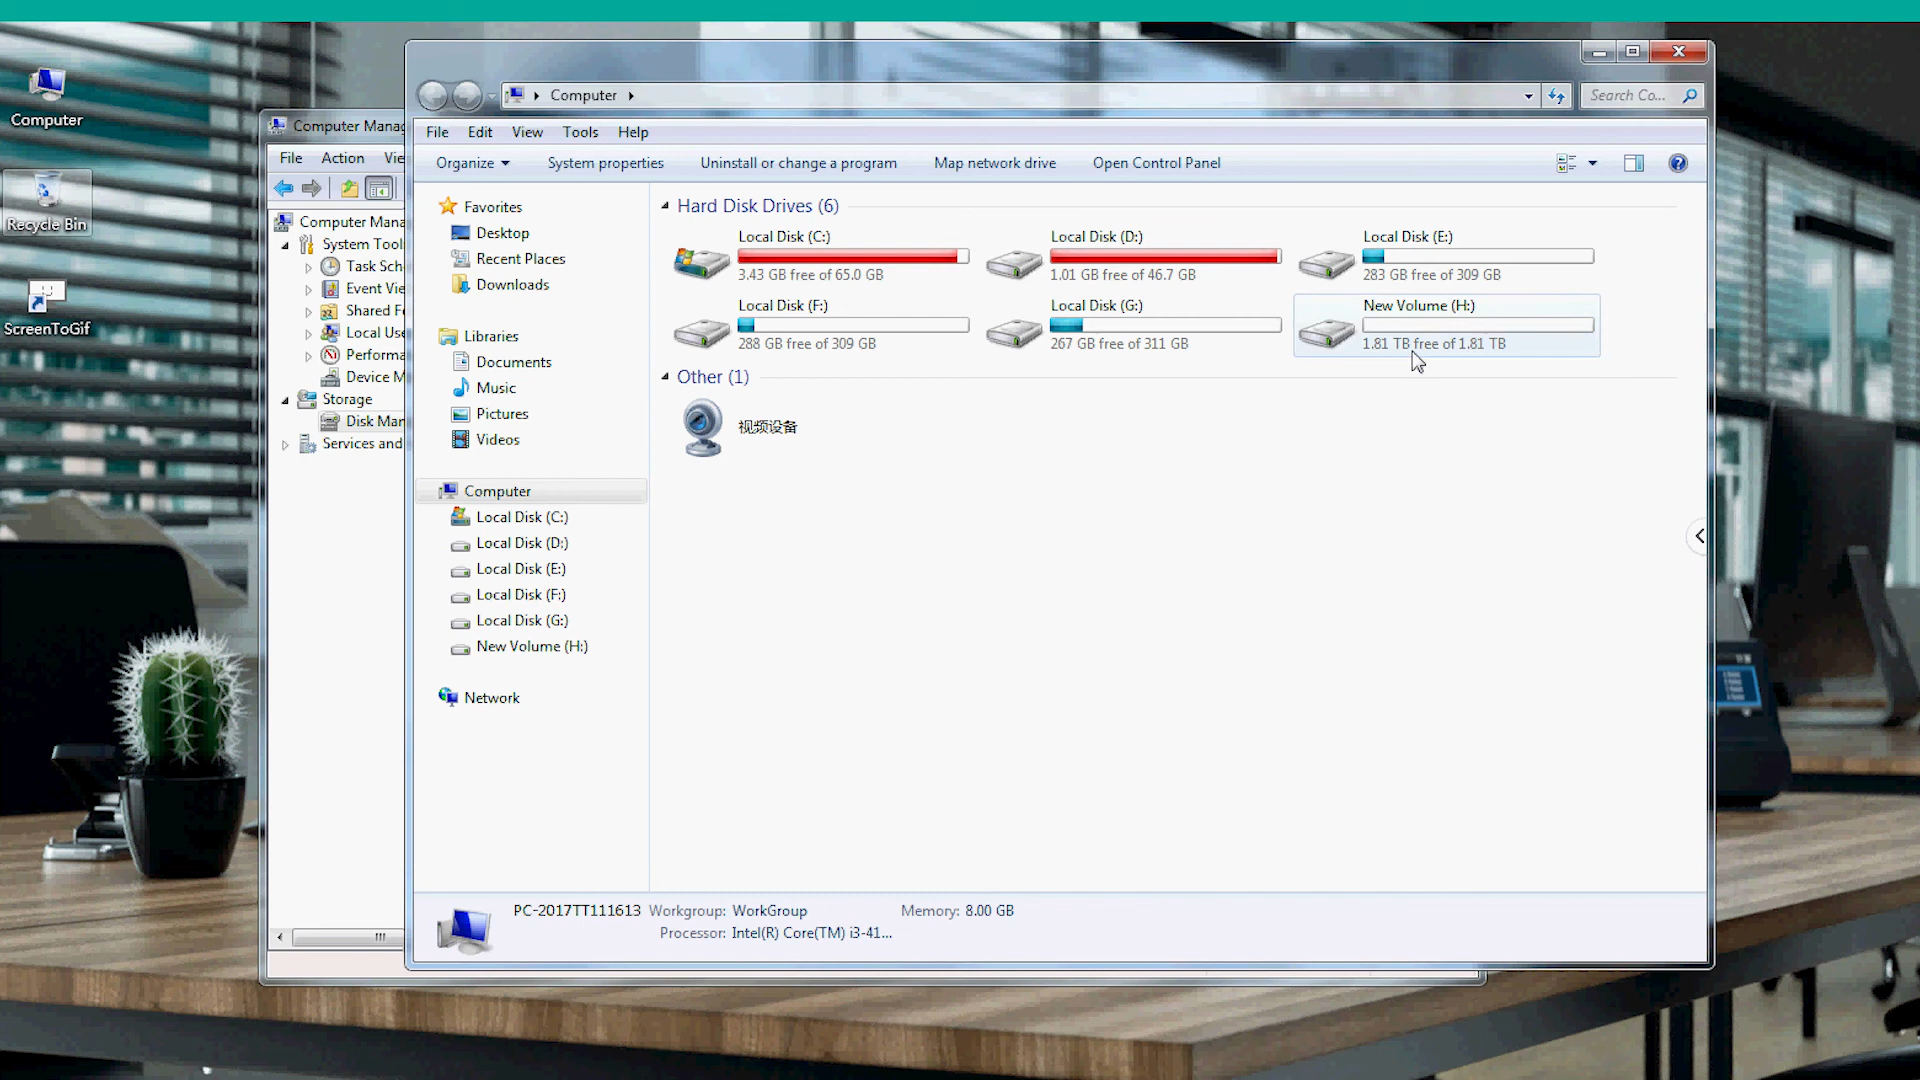 Computer
Recycle Bin
ScreenToGif
Computer Manag
File Action Vie
Computer Mana
System Tool
Task Sch
Event Vie
Shared F
Local Use
Performa
Device M
Storage
Disk Man
Services and
Computer
Search Co...
File Edit View Tools Help
Organize System properties Uninstall or change a program Map network drive Open Control Panel
Favorites
Desktop
Recent Places
Downloads
Libraries
Documents
Music
Pictures
Videos
Computer
Local Disk (C:)
Local Disk (D:)
Local Disk (E:)
Local Disk (F:)
Local Disk (G:)
New Volume (H:)
Network
Hard Disk Drives (6)
Local Disk (C:)
3.43 GB free of 65.0 GB
Local Disk (D:)
1.01 GB free of 46.7 GB
Local Disk (E:)
283 GB free of 309 GB
Local Disk (F:)
288 GB free of 309 GB
Local Disk (G:)
267 GB free of 311 GB
New Volume (H:)
1.81 TB free of 1.81 TB
Other (1)
视频设备
PC-2017TT111613 Workgroup: WorkGroup Memory: 8.00 GB
Processor: Intel(R) Core(TM) i3-41...